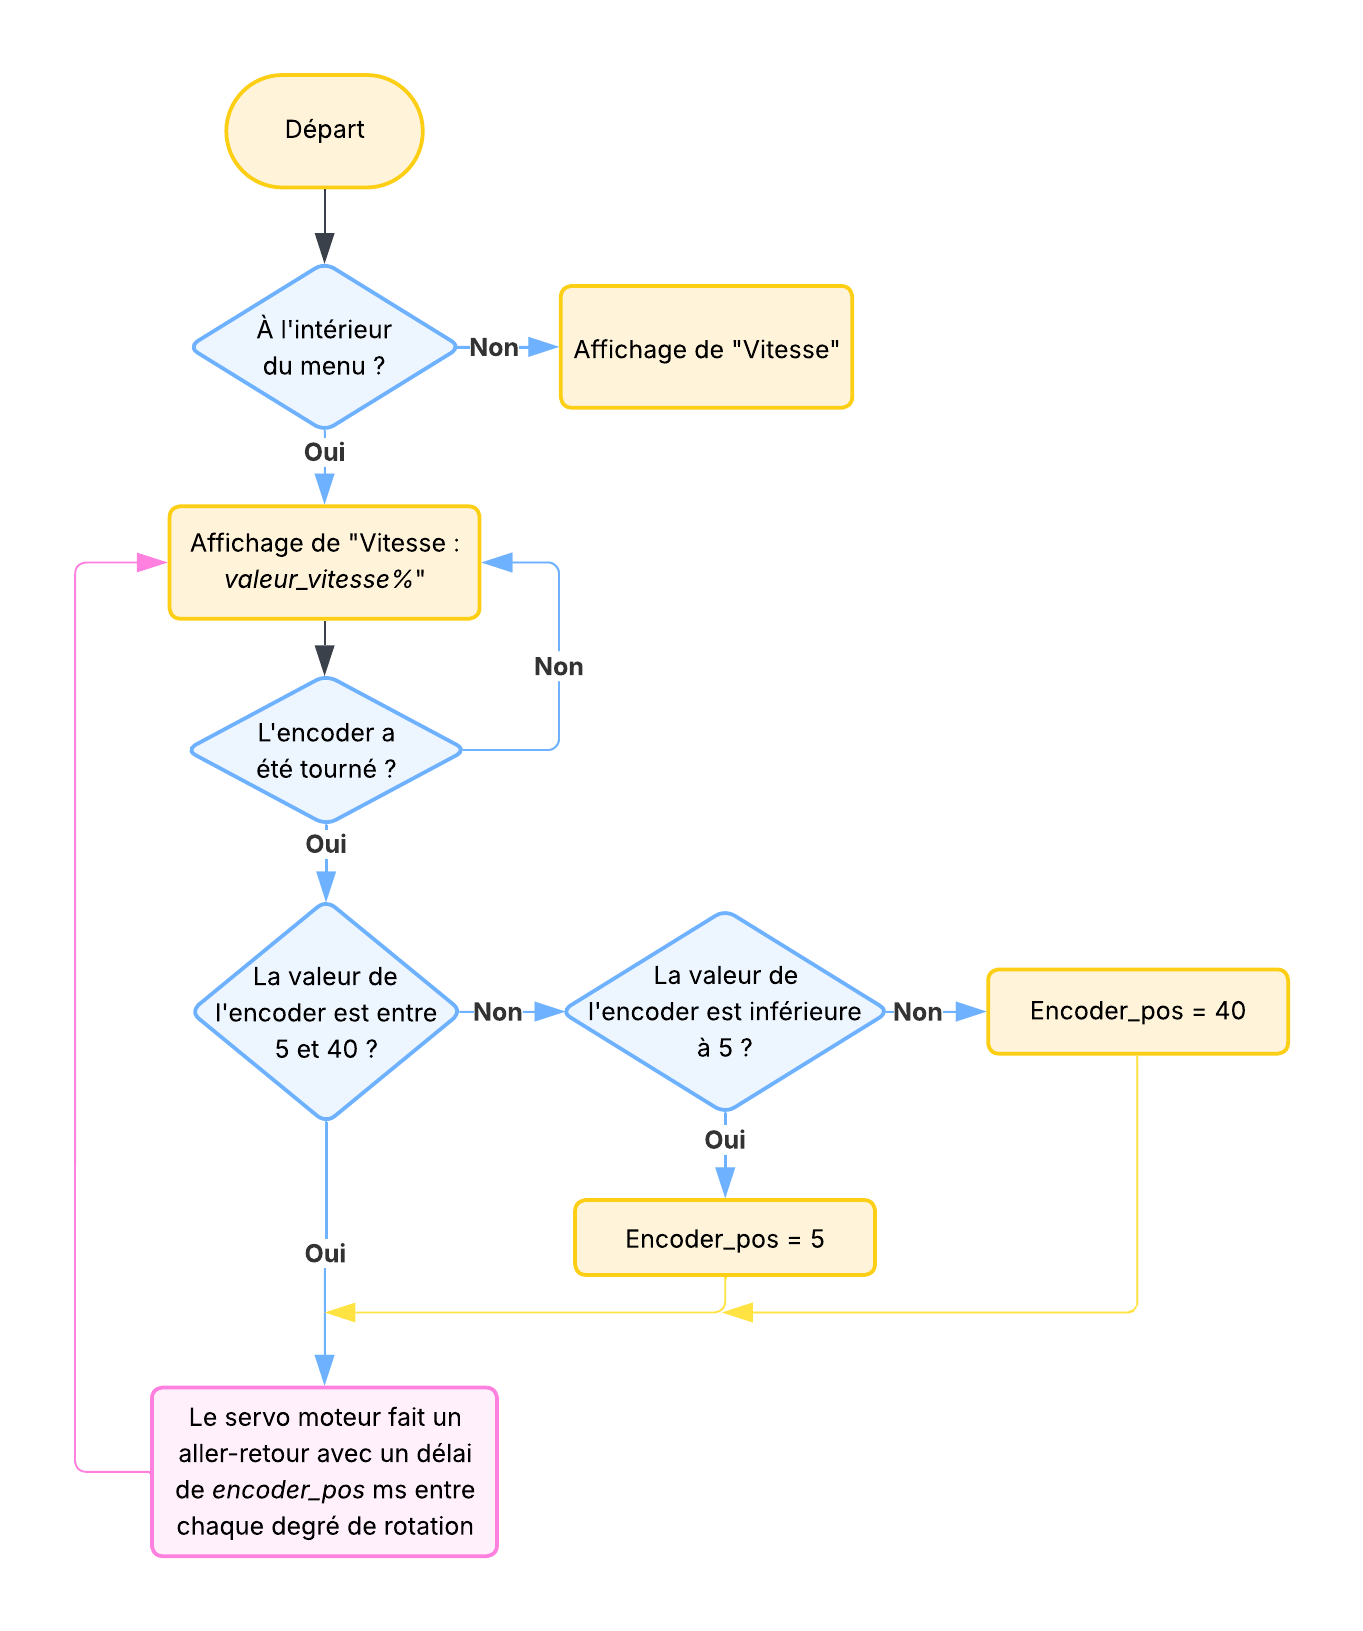 Départ
À l'intérieur
du menu ?
Non
Affichage de "Vitesse"
Oui
Affichage de "Vitesse :
valeur_vitesse%"
Non
L'encoder a
été tourné ?
Oui
La valeur de
l'encoder est entre
5 et 40 ?
Non
La valeur de
l'encoder est inférieure
à 5 ?
Non
Encoder_pos = 40
Oui
Encoder_pos = 5
Oui
Le servo moteur fait un
aller-retour avec un délai
de encoder_pos ms entre
chaque degré de rotation